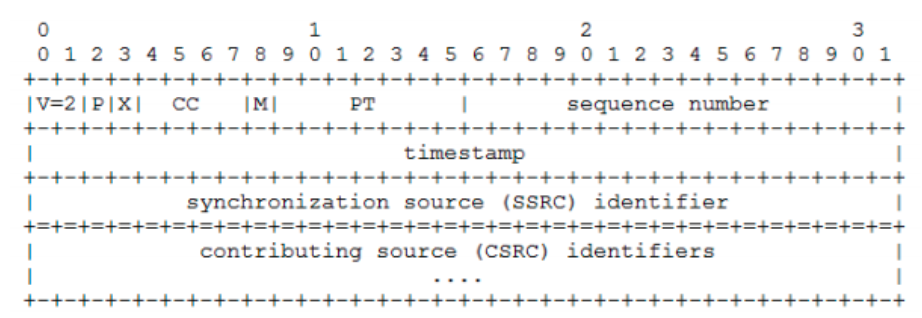 0                   1                   2                   3
 0 1 2 3 4 5 6 7 8 9 0 1 2 3 4 5 6 7 8 9 0 1 2 3 4 5 6 7 8 9 0 1
+-+-+-+-+-+-+-+-+-+-+-+-+-+-+-+-+-+-+-+-+-+-+-+-+-+-+-+-+-+-+-+-+
|V=2|P|X|  CC   |M|     PT      |       sequence number         |
+-+-+-+-+-+-+-+-+-+-+-+-+-+-+-+-+-+-+-+-+-+-+-+-+-+-+-+-+-+-+-+-+
|                           timestamp                           |
+-+-+-+-+-+-+-+-+-+-+-+-+-+-+-+-+-+-+-+-+-+-+-+-+-+-+-+-+-+-+-+-+
|           synchronization source (SSRC) identifier            |
+=+=+=+=+=+=+=+=+=+=+=+=+=+=+=+=+=+=+=+=+=+=+=+=+=+=+=+=+=+=+=+=+
|            contributing source (CSRC) identifiers             |
|                             ....                              |
+-+-+-+-+-+-+-+-+-+-+-+-+-+-+-+-+-+-+-+-+-+-+-+-+-+-+-+-+-+-+-+-+